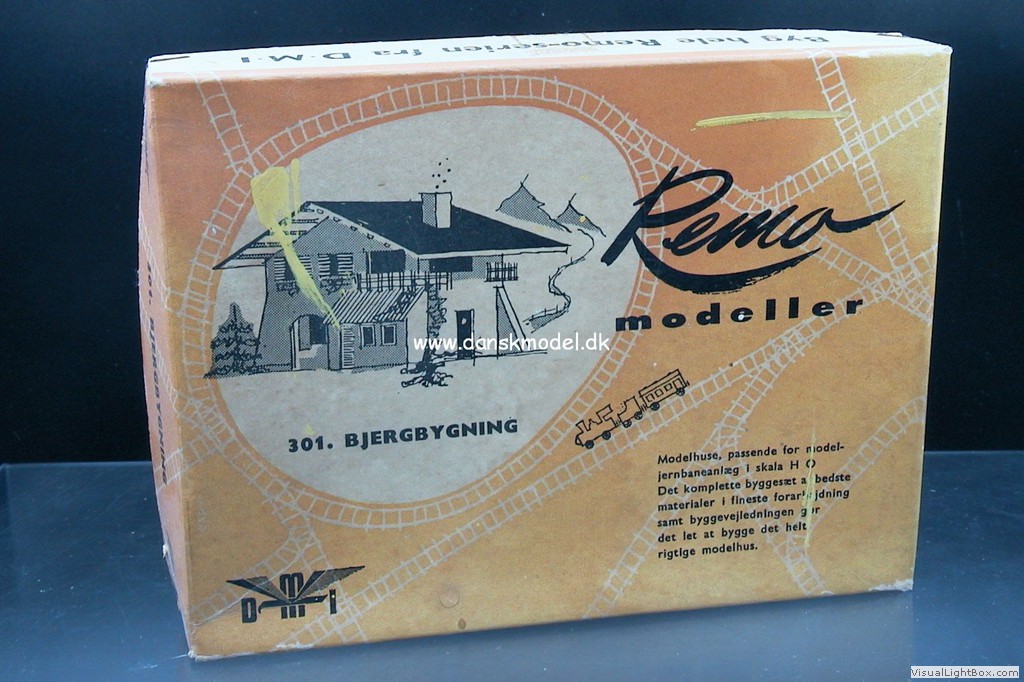 Byg hele Remo-serien fra D·M·I
Remo
modeller
www.danskmodel.dk
301. BJERGBYGNING
Modelhuse, passende for model-
jernbaneanlæg i skala H O
Det komplette byggesæt af bedste
materialer i fineste forarbejdning
samt byggevejledningen gør
det let at bygge det helt
rigtige modelhus.
DMI
301. BJERGBYGNING
VisualLightBox.com